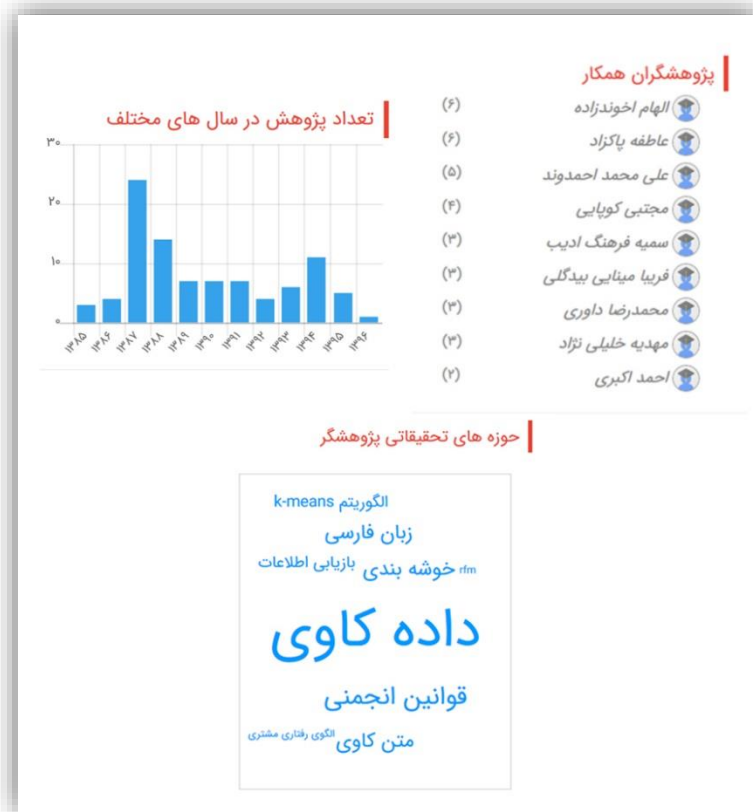 پژوهشگران همکار
الهام اخوندزاده (۶)
عاطفه پاکزاد (۶)
علی محمد احمدوند (۵)
مجتبی کوپایی (۴)
سمیه فرهنگ ادیب (۳)
فریبا مینایی بیدگلی (۳)
محمدرضا داوری (۳)
مهدیه خلیلی نژاد (۳)
احمد اکبری (۲)
تعداد پژوهش در سال های مختلف
۳۰
۲۰
۱۰
۰
۱۳۸۵ ۱۳۸۶ ۱۳۸۷ ۱۳۸۸ ۱۳۸۹ ۱۳۹۰ ۱۳۹۱ ۱۳۹۲ ۱۳۹۳ ۱۳۹۴ ۱۳۹۵ ۱۳۹۶
حوزه های تحقیقاتی پژوهشگر
الگوریتم k-means
زبان فارسی
rfm خوشه بندی بازیابی اطلاعات
داده کاوی
قوانین انجمنی
متن کاوی الگوی رفتاری مشتری